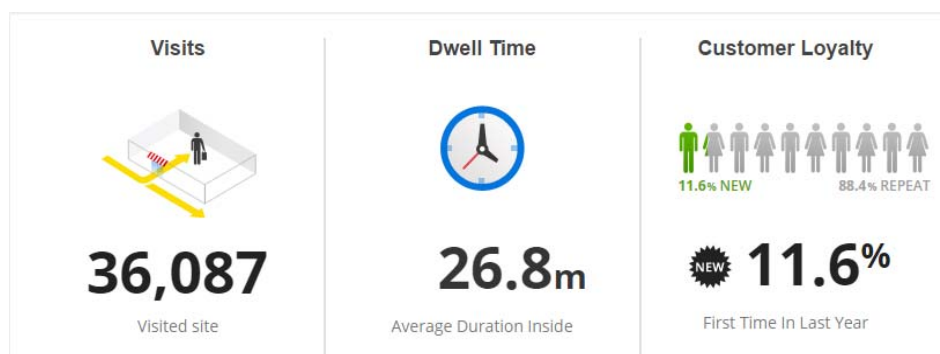 Visits
36,087
Visited site
Dwell Time
26.8m
Average Duration Inside
Customer Loyalty
11.6% NEW
88.4% REPEAT
NEW
11.6%
First Time In Last Year